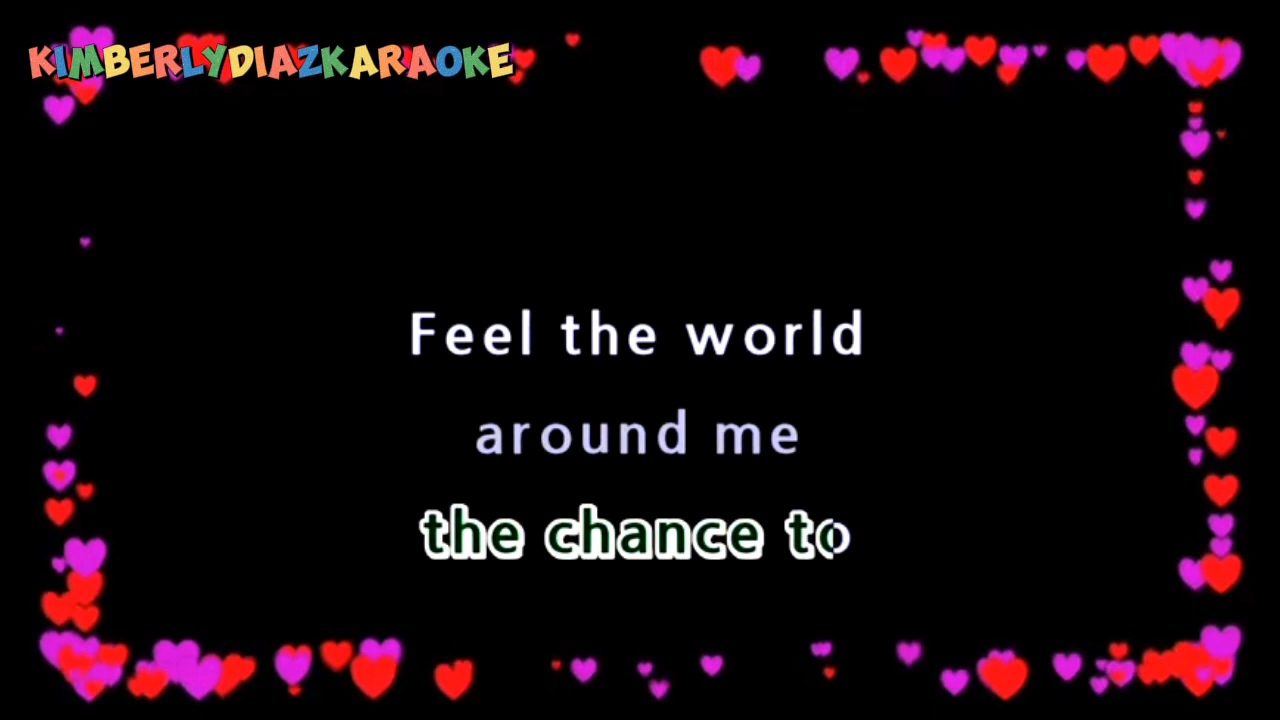 KIMBERLYDIAZKARAOKE
Feel the world
around me
the chance to